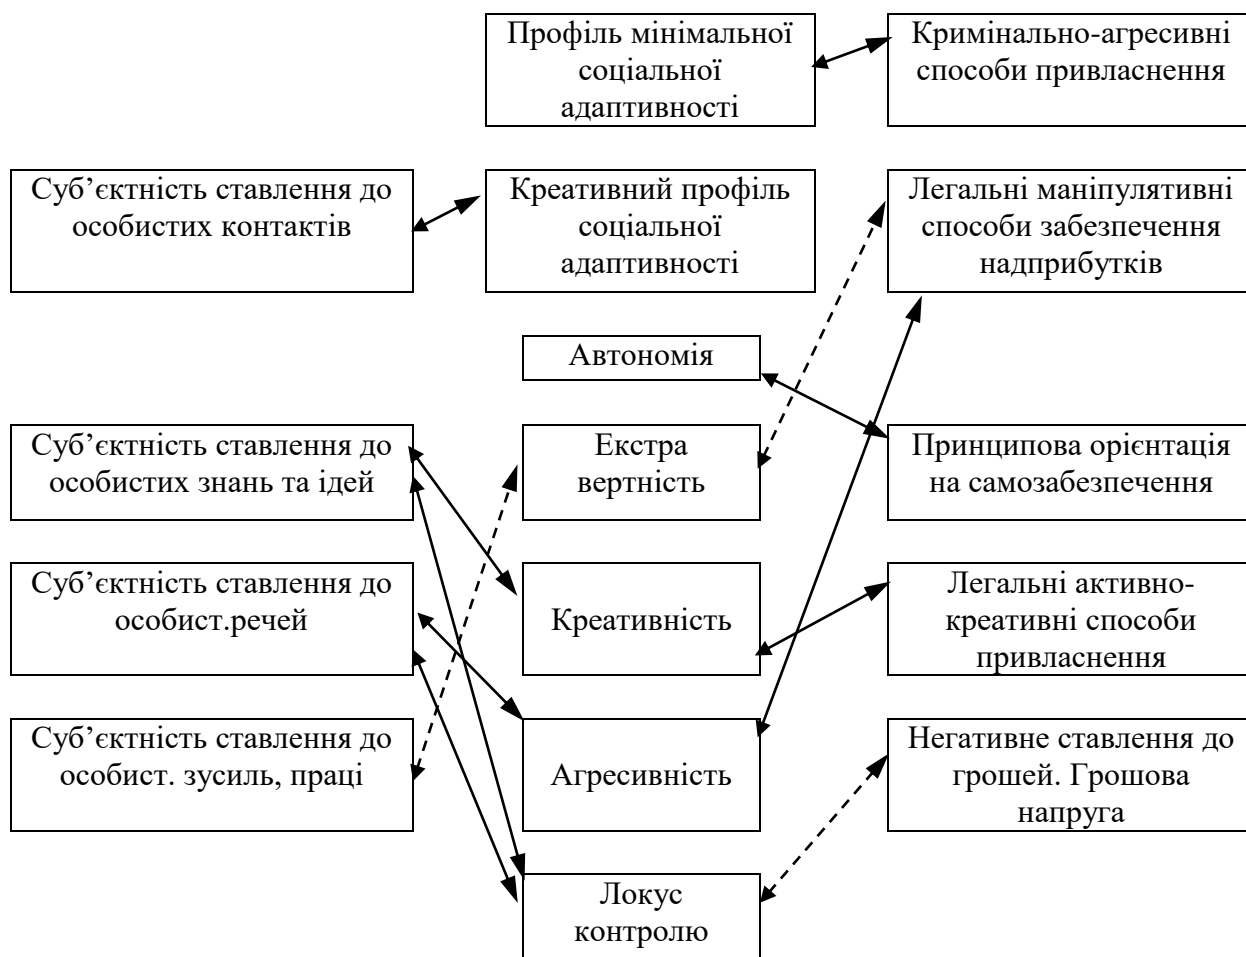 Профіль мінімальної
соціальної
адаптивності
Кримінально-агресивні
способи привласнення
Суб’єктність ставлення до
особистих контактів
Креативний профіль
соціальної
адаптивності
Легальні маніпулятивні
способи забезпечення
надприбутків
Автономія
Суб’єктність ставлення до
особистих знань та ідей
Екстра
вертність
Принципова орієнтація
на самозабезпечення
Суб’єктність ставлення до
особист.речей
Креативність
Легальні активно-
креативні способи
привласнення
Суб’єктність ставлення до
особист. зусиль, праці
Агресивність
Негативне ставлення до
грошей. Грошова
напруга
Локус
контролю